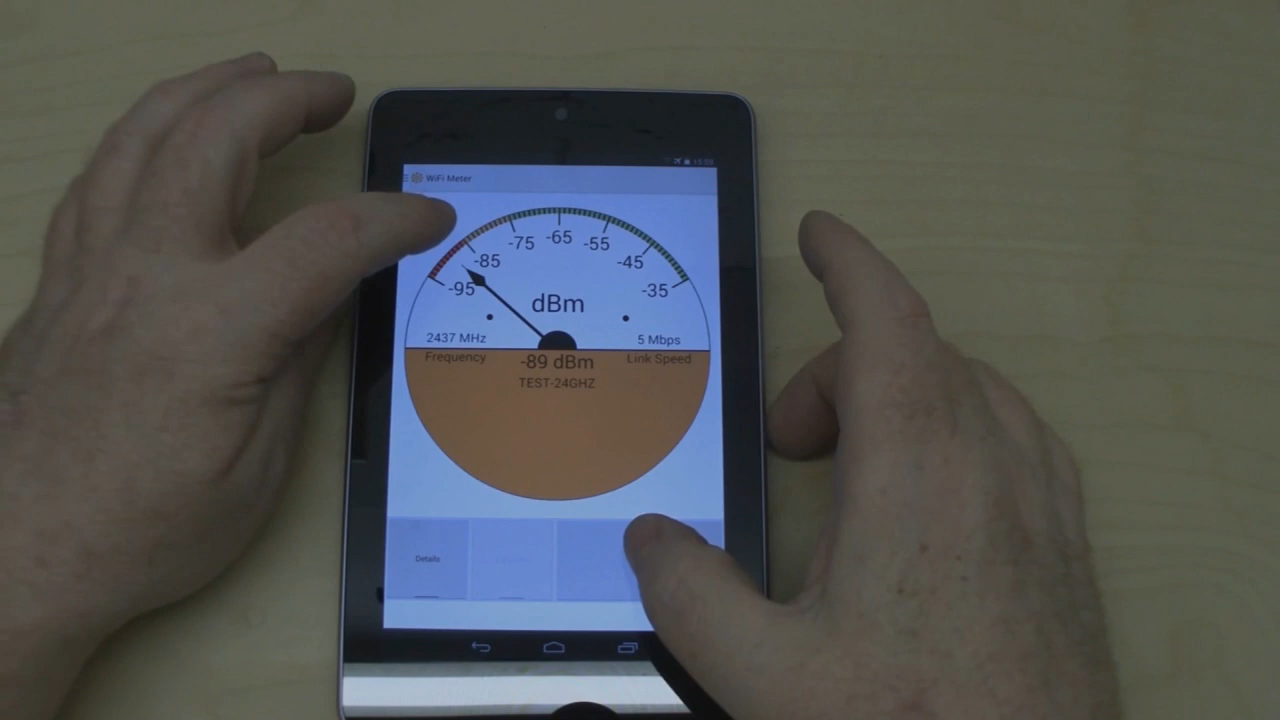 WiFi Meter
-95
-85
-75
-65
-55
-45
-35
dBm
2437 MHz
5 Mbps
Frequency
-89 dBm
Link Speed
TEST-24GHZ
Details